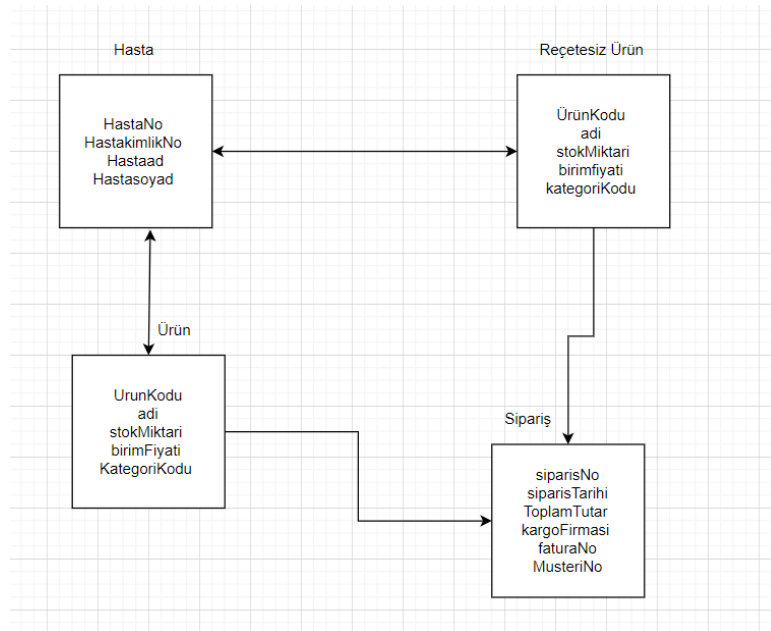 Hasta
HastaNo
HastakimlikNo
Hastaad
Hastasoyad
Reçetesiz Ürün
ÜrünKodu
adi
stokMiktari
birimfiyati
kategoriKodu
Ürün
UrunKodu
adi
stokMiktari
birimFiyati
KategoriKodu
Sipariş
siparisNo
siparisTarihi
ToplamTutar
kargoFirmasi
faturaNo
MusteriNo